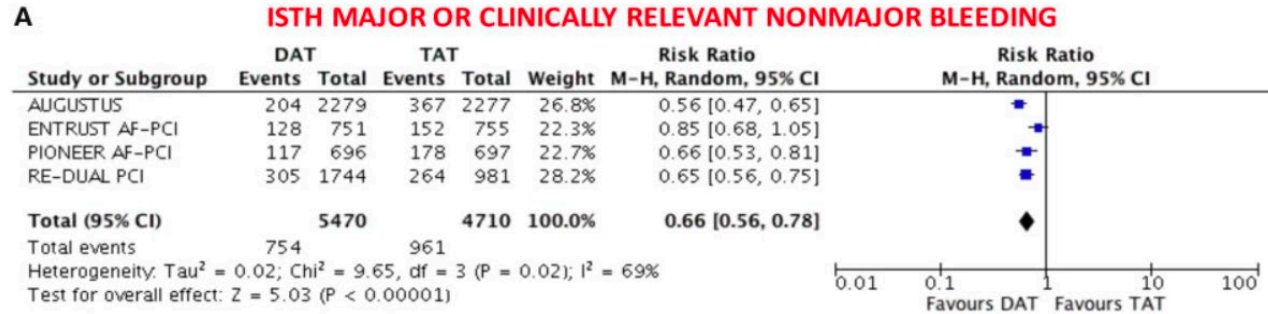 A ISTH MAJOR OR CLINICALLY RELEVANT NONMAJOR BLEEDING
DAT TAT Risk Ratio Risk Ratio
Study or Subgroup Events Total Events Total Weight M-H, Random, 95% CI M-H, Random, 95% CI
AUGUSTUS 204 2279 367 2277 26.8% 0.56 [0.47, 0.65]
ENTRUST AF-PCI 128 751 152 755 22.3% 0.85 [0.68, 1.05]
PIONEER AF-PCI 117 696 178 697 22.7% 0.66 [0.53, 0.81]
RE-DUAL PCI 305 1744 264 981 28.2% 0.65 [0.56, 0.75]
Total (95% CI) 5470 4710 100.0% 0.66 [0.56, 0.78]
Total events 754 961
Heterogeneity: Tau² = 0.02; Chi² = 9.65, df = 3 (P = 0.02); I² = 69%
Test for overall effect: Z = 5.03 (P < 0.00001)
0.01 0.1 1 10 100
Favours DAT Favours TAT